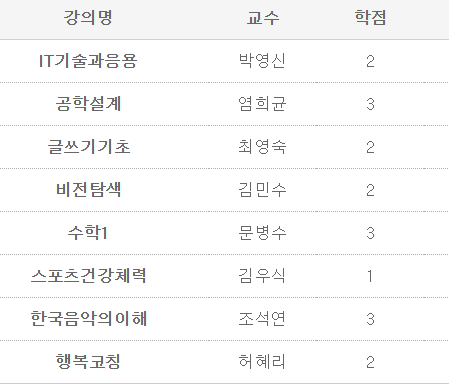 강의명 교수 학점
IT기술과응용 박영신 2
공학설계 염희균 3
글쓰기기초 최영숙 2
비전탐색 김민수 2
수학1 문병수 3
스포츠건강체력 김우식 1
한국음악의이해 조석연 3
행복코칭 허혜리 2